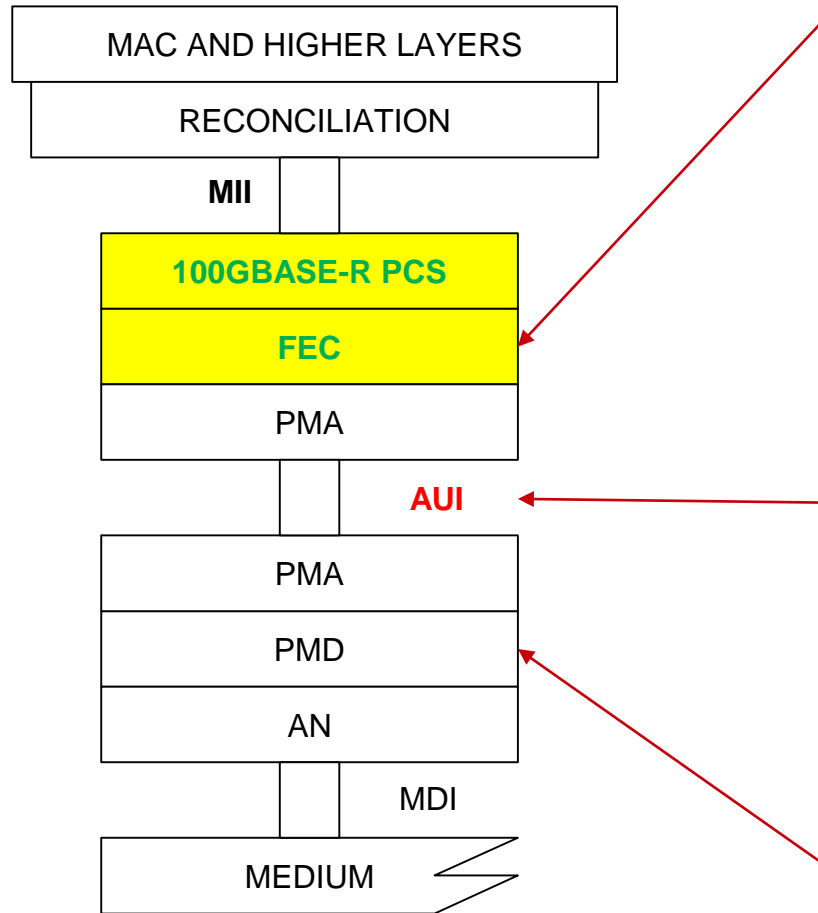 MAC AND HIGHER LAYERS
RECONCILIATION
MII
100GBASE-R PCS
FEC
PMA
AUI
PMA
PMD
AN
MDI
MEDIUM